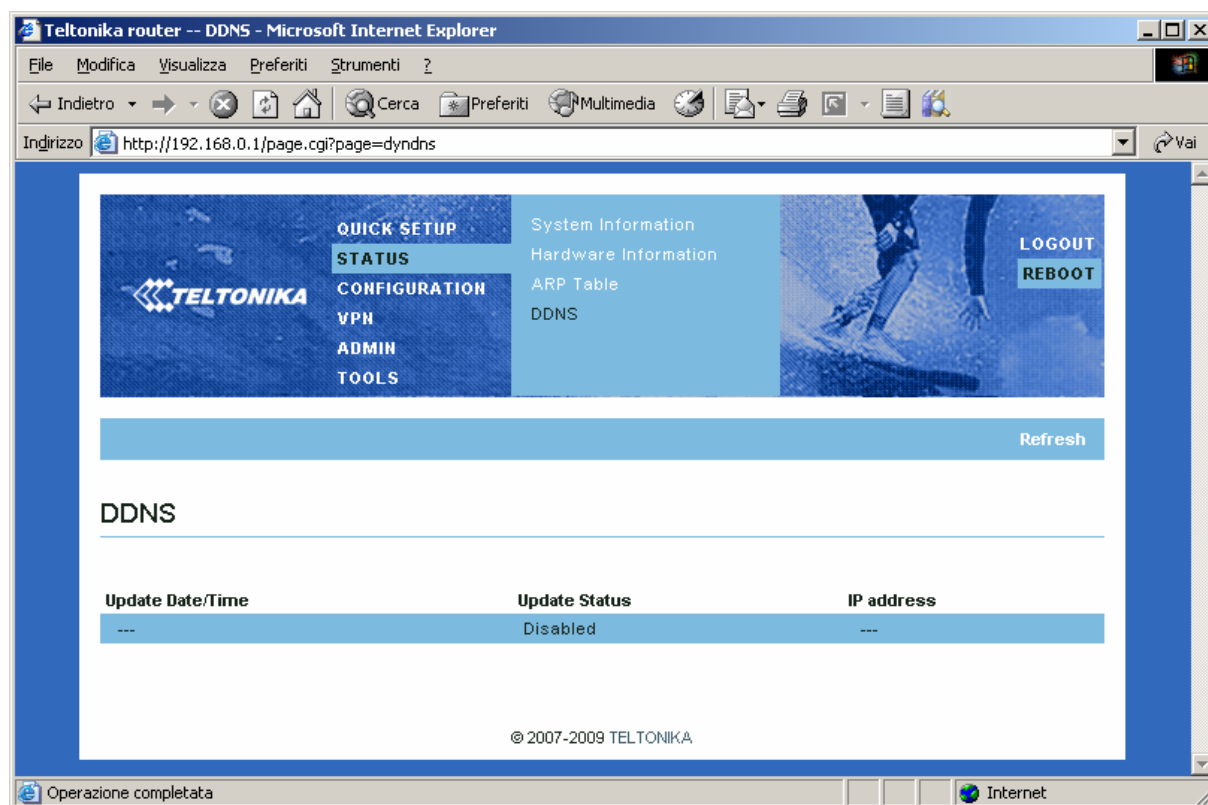 Teltonika router -- DDNS - Microsoft Internet Explorer
File Modifica Visualizza Preferiti Strumenti ?
Indietro Cerca Preferiti Multimedia
Indirizzo http://192.168.0.1/page.cgi?page=dyndns Vai
TELTONIKA
QUICK SETUP
STATUS
CONFIGURATION
VPN
ADMIN
TOOLS
System Information
Hardware Information
ARP Table
DDNS
LOGOUT
REBOOT
Refresh
DDNS
Update Date/Time Update Status IP address
--- Disabled ---
© 2007-2009 TELTONIKA
Operazione completata Internet